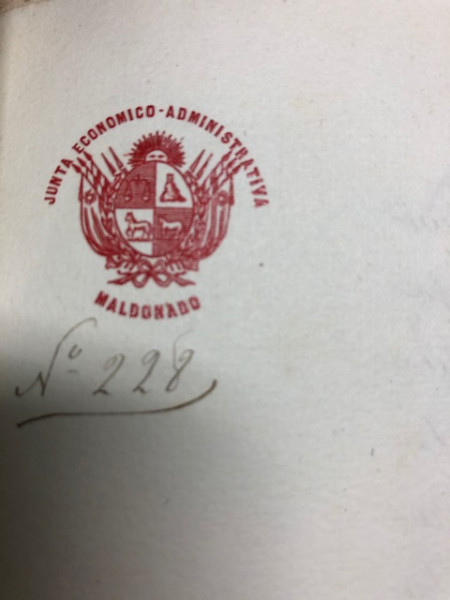 JUNTA ECONOMICO-ADMINISTRATIVA
MALDONADO
Nº 228